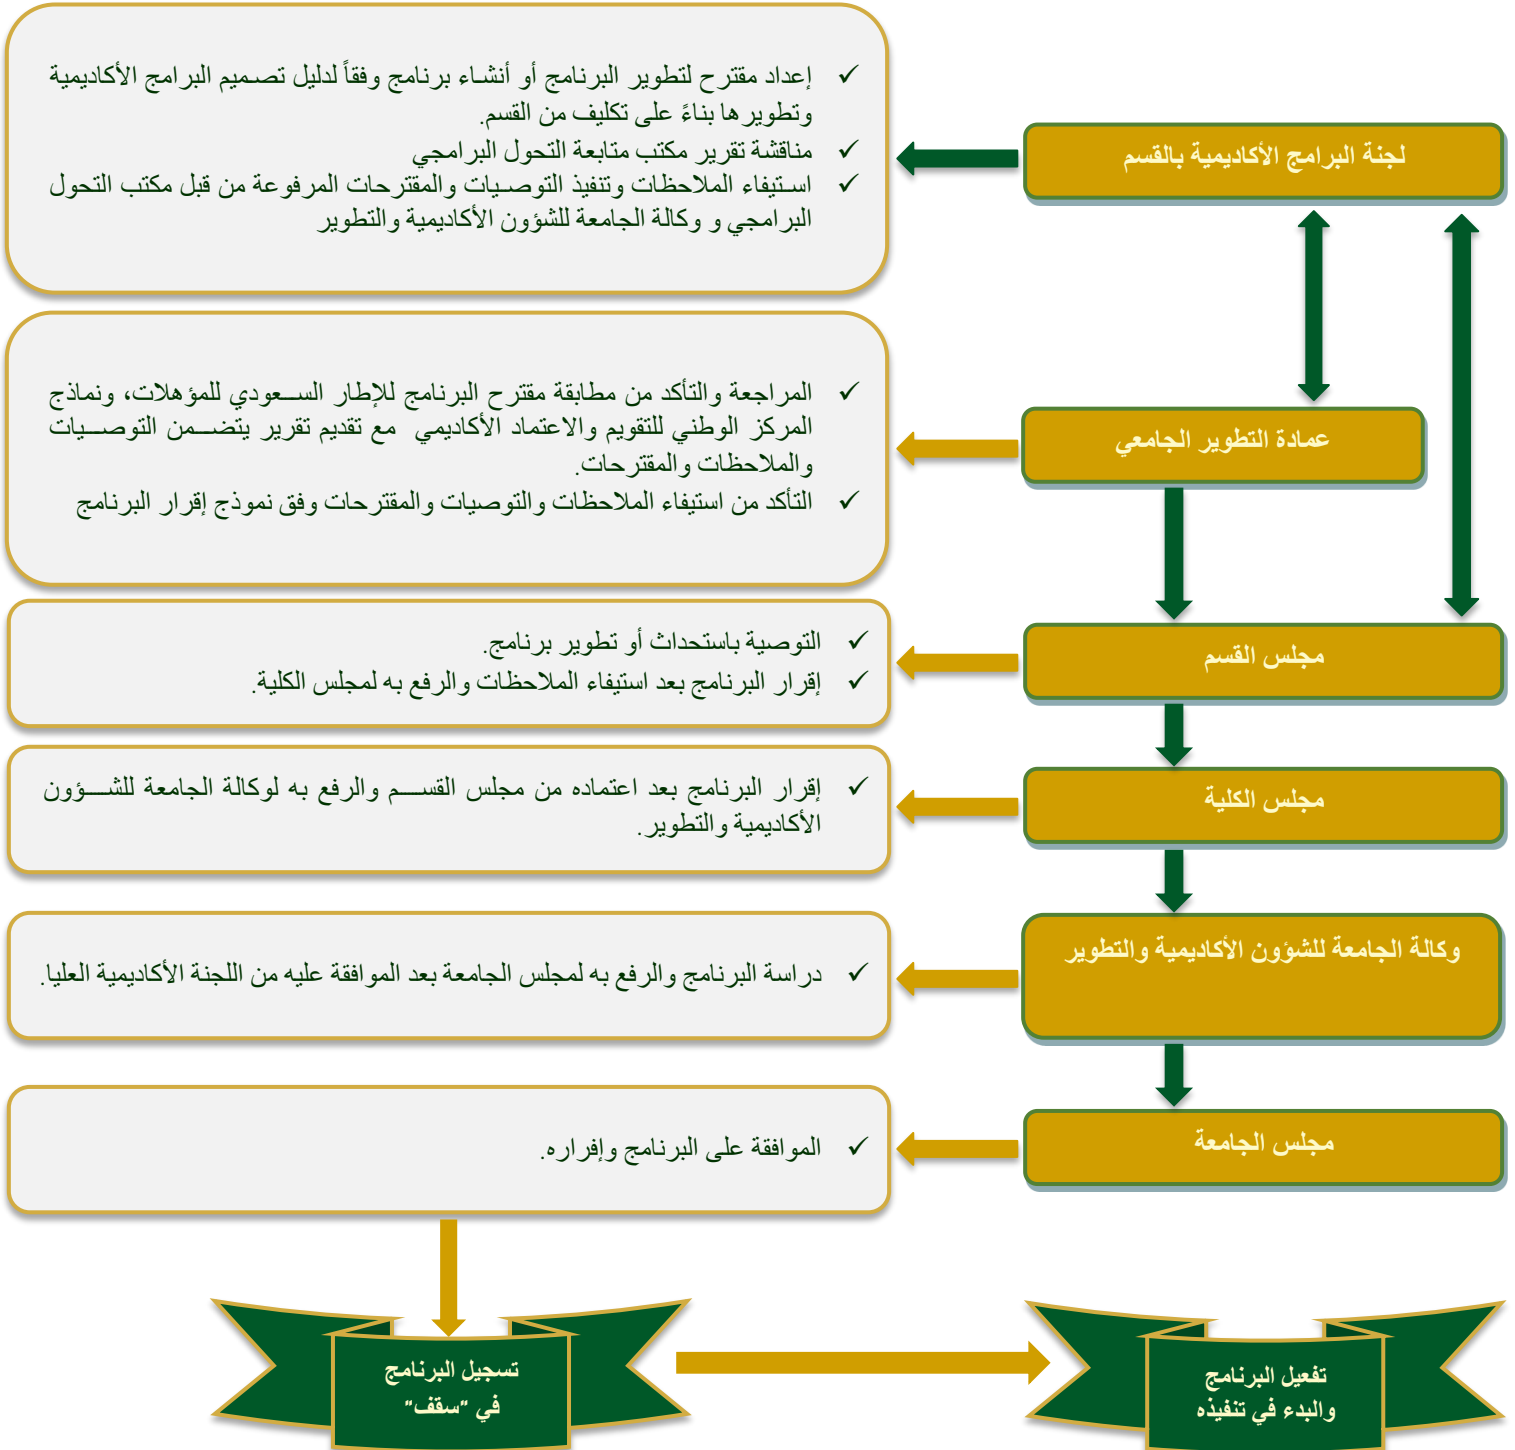 لجنة البرامج الأكاديمية بالقسم
✓ إعداد مقترح لتطوير البرنامج أو أنشاء برنامج وفقاً لدليل تصميم البرامج الأكاديمية
وتطويرها بناءً على تكليف من القسم.
✓ مناقشة تقرير مكتب متابعة التحول البرامجي
✓ استيفاء الملاحظات وتنفيذ التوصيات والمقترحات المرفوعة من قبل مكتب التحول
البرامجي و وكالة الجامعة للشؤون الأكاديمية والتطوير
عمادة التطوير الجامعي
✓ المراجعة والتأكد من مطابقة مقترح البرنامج للإطار السعودي للمؤهلات، ونماذج
المركز الوطني للتقويم والاعتماد الأكاديمي مع تقديم تقرير يتضمن التوصيات
والملاحظات والمقترحات.
✓ التأكد من استيفاء الملاحظات والتوصيات والمقترحات وفق نموذج إقرار البرنامج
مجلس القسم
✓ التوصية باستحداث أو تطوير برنامج.
✓ إقرار البرنامج بعد استيفاء الملاحظات والرفع به لمجلس الكلية.
مجلس الكلية
✓ إقرار البرنامج بعد اعتماده من مجلس القسم والرفع به لوكالة الجامعة للشؤون
الأكاديمية والتطوير.
وكالة الجامعة للشؤون الأكاديمية والتطوير
✓ دراسة البرنامج والرفع به لمجلس الجامعة بعد الموافقة عليه من اللجنة الأكاديمية العليا.
مجلس الجامعة
✓ الموافقة على البرنامج وإفراره.
تسجيل البرنامج
في "سقف"
تفعيل البرنامج
والبدء في تنفيذه